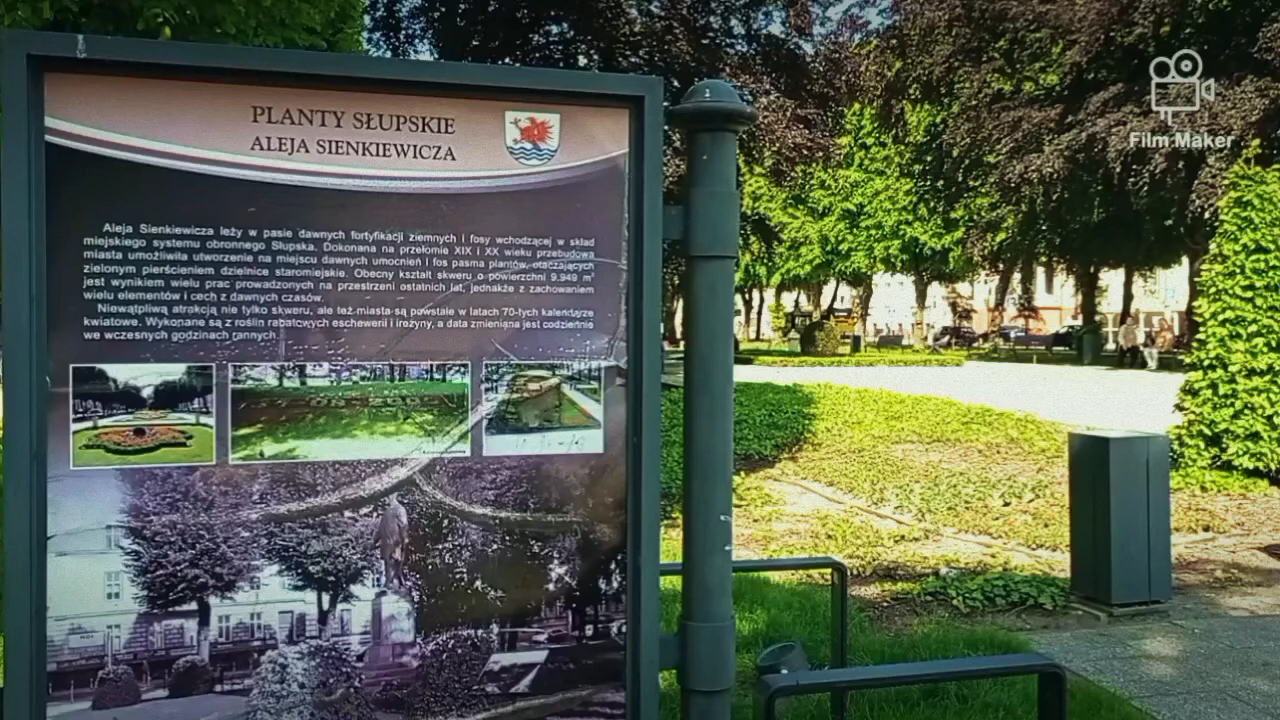 PLANTY SŁUPSKIE
ALEJA SIENKIEWICZA
Aleja Sienkiewicza leży w pasie dawnych fortyfikacji ziemnych i fosy wchodzącej w skład
miejskiego systemu obronnego Słupska. Dokonana na przełomie XIX i XX wieku przebudowa
miasta umożliwiła utworzenie na miejscu dawnych umocnień i fos pasma plantów, otaczających
zielonym pierścieniem dzielnice staromiejskie. Obecny kształt skweru o powierzchni 9.949 m²
jest wynikiem wielu prac prowadzonych na przestrzeni ostatnich lat, jednakże z zachowaniem
wielu elementów i cech z dawnych czasów.
Niewątpliwą atrakcją nie tylko skweru, ale też miasta są powstałe w latach 70-tych kalendarze
kwiatowe. Wykonane są z roślin rabatowych eschewerii i irezyny, a data zmieniana jest codziennie
we wczesnych godzinach rannych.
Film Maker